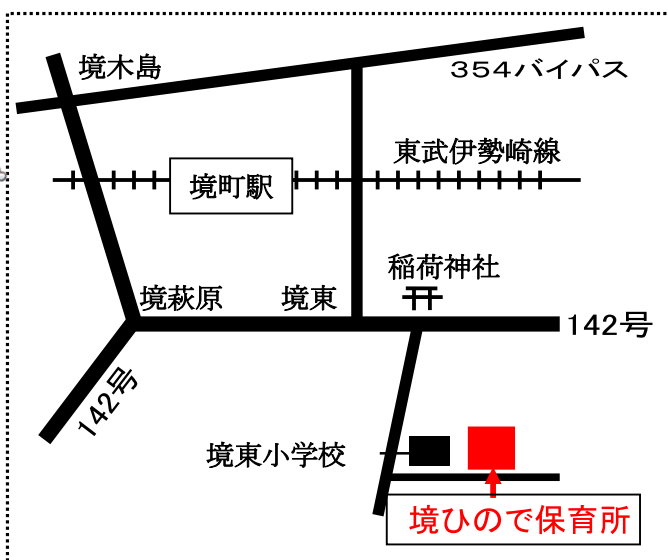 境木島
354バイパス
東武伊勢崎線
境町駅
稲荷神社
境萩原
境東
142号
142号
境東小学校
境ひので保育所